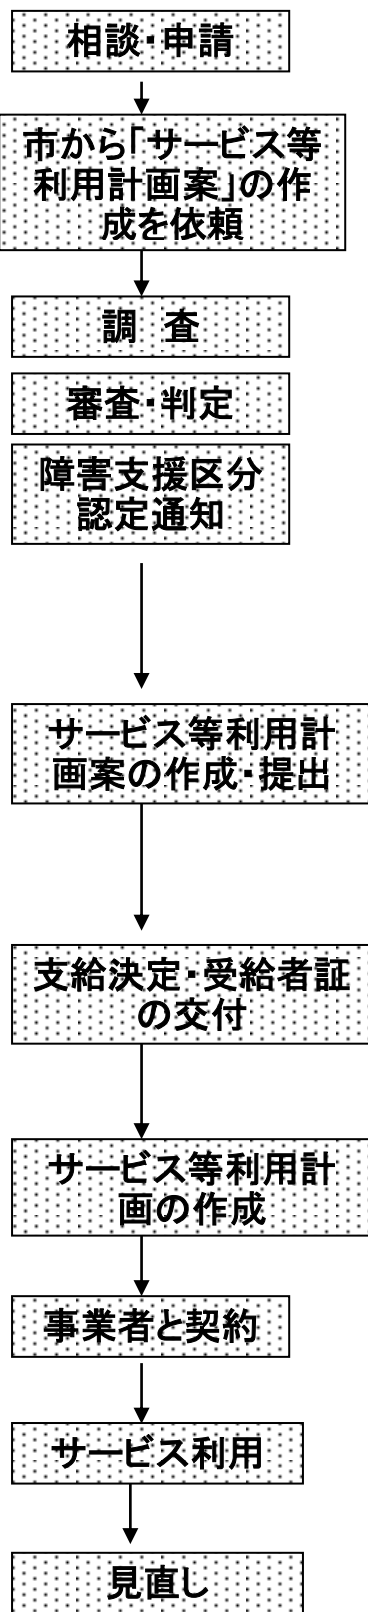 相談・申請
市から「サービス等
利用計画案」の作
成を依頼
調　査
審査・判定
障害支援区分
認定通知
サービス等利用計
画案の作成・提出
支給決定・受給者証
の交付
サービス等利用計
画の作成
事業者と契約
サービス利用
見直し